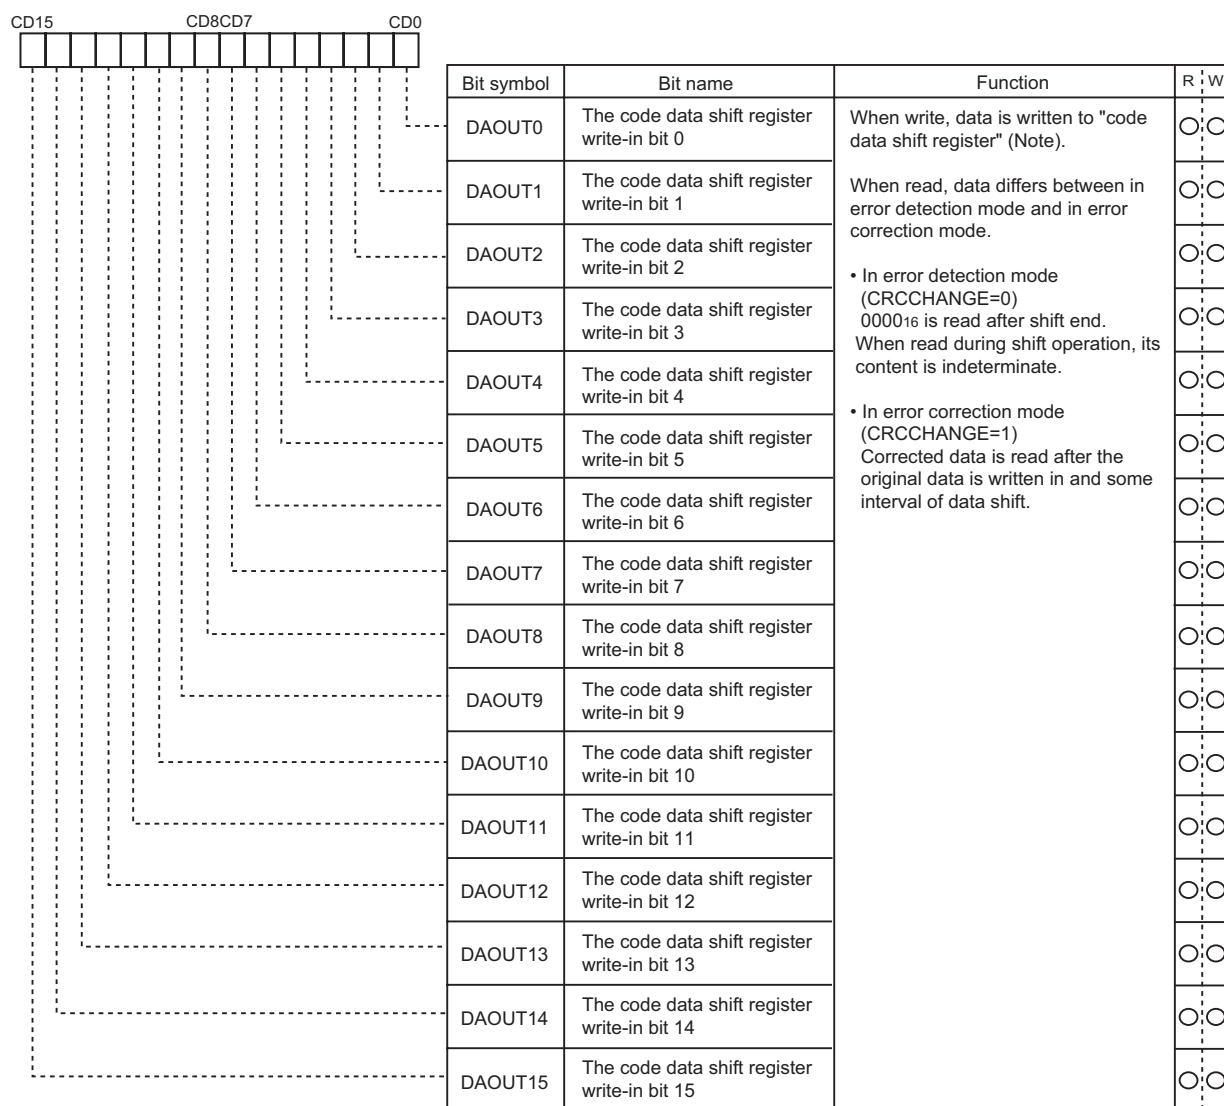 CD15 CD8CD7 CD0
Bit symbol Bit name Function R W
DAOUT0 The code data shift register
write-in bit 0
When write, data is written to "code
data shift register" (Note).
When read, data differs between in
error detection mode and in error
correction mode.
• In error detection mode
(CRCCHANGE=0)
000016 is read after shift end.
When read during shift operation, its
content is indeterminate.
• In error correction mode
(CRCCHANGE=1)
Corrected data is read after the
original data is written in and some
interval of data shift.
DAOUT1 The code data shift register
write-in bit 1
DAOUT2 The code data shift register
write-in bit 2
DAOUT3 The code data shift register
write-in bit 3
DAOUT4 The code data shift register
write-in bit 4
DAOUT5 The code data shift register
write-in bit 5
DAOUT6 The code data shift register
write-in bit 6
DAOUT7 The code data shift register
write-in bit 7
DAOUT8 The code data shift register
write-in bit 8
DAOUT9 The code data shift register
write-in bit 9
DAOUT10 The code data shift register
write-in bit 10
DAOUT11 The code data shift register
write-in bit 11
DAOUT12 The code data shift register
write-in bit 12
DAOUT13 The code data shift register
write-in bit 13
DAOUT14 The code data shift register
write-in bit 14
DAOUT15 The code data shift register
write-in bit 15